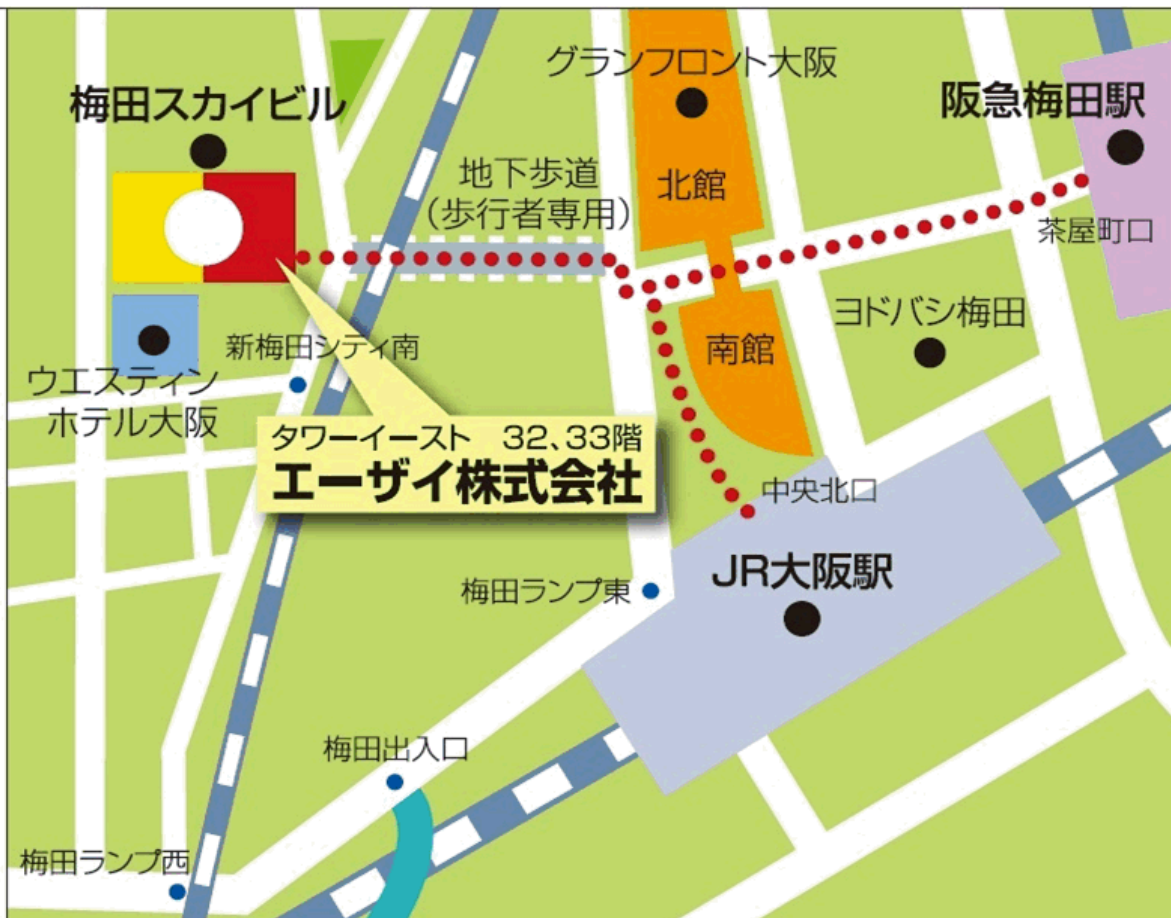 グランフロント大阪
梅田スカイビル
阪急梅田駅
地下歩道
(歩行者専用)
北館
茶屋町口
ヨドバシ梅田
新梅田シティ南
南館
ウエスティン
ホテル大阪
タワーイースト 32、33階
エーザイ株式会社
中央北口
JR大阪駅
梅田ランプ東
梅田出入口
梅田ランプ西